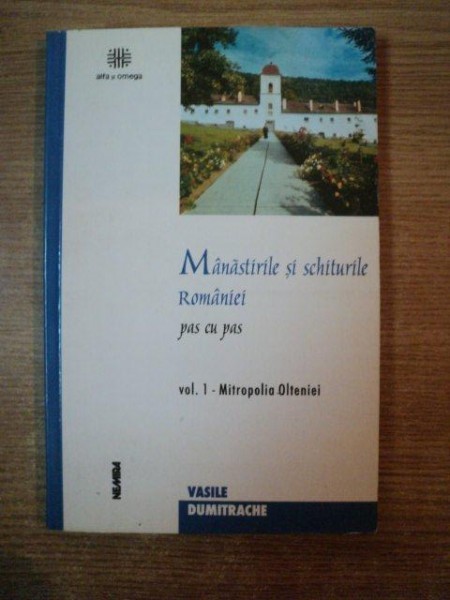 alfa și omega
Mânăstirile și schiturile
României
pas cu pas
vol. 1 - Mitropolia Olteniei
NEMIRA
VASILE
DUMITRACHE